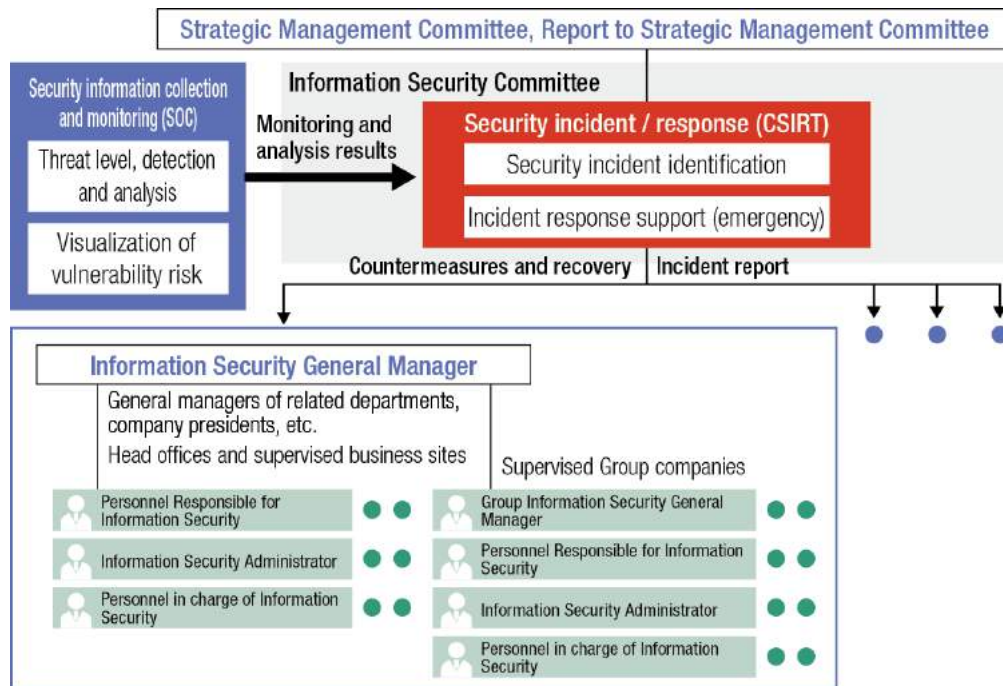 Strategic Management Committee, Report to Strategic Management Committee
Security information collection
and monitoring (SOC)
Threat level, detection
and analysis
Visualization of
vulnerability risk
Monitoring and
analysis results
Information Security Committee
Security incident / response (CSIRT)
Security incident identification
Incident response support (emergency)
Countermeasures and recovery
Incident report
Information Security General Manager
General managers of related departments,
company presidents, etc.
Head offices and supervised business sites
Personnel Responsible for
Information Security
Information Security Administrator
Personnel in charge of Information
Security
Supervised Group companies
Group Information Security General
Manager
Personnel Responsible for Information
Security
Information Security Administrator
Personnel in charge of Information
Security